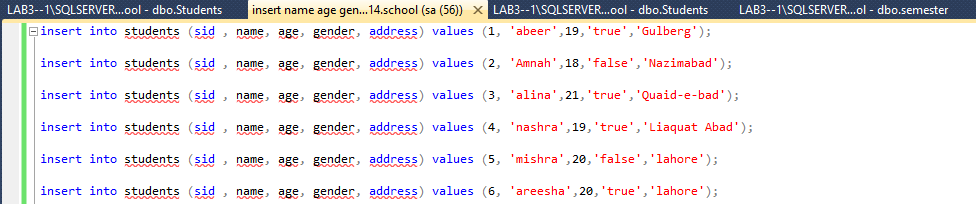 LAB3--1\SQLSERVER...ool - dbo.Students
insert name age gen...14.school (sa (56))
LAB3--1\SQLSERVER...ool - dbo.Students
LAB3--1\SQLSERVER...ol - dbo.semester
insert into students (sid , name, age, gender, address) values (1, 'abeer',19,'true','Gulberg');
insert into students (sid , name, age, gender, address) values (2, 'Amnah',18,'false','Nazimabad');
insert into students (sid , name, age, gender, address) values (3, 'alina',21,'true','Quaid-e-bad');
insert into students (sid , name, age, gender, address) values (4, 'nashra',19,'true','Liaquat Abad');
insert into students (sid , name, age, gender, address) values (5, 'mishra',20,'false','lahore');
insert into students (sid , name, age, gender, address) values (6, 'areesha',20,'true','lahore');